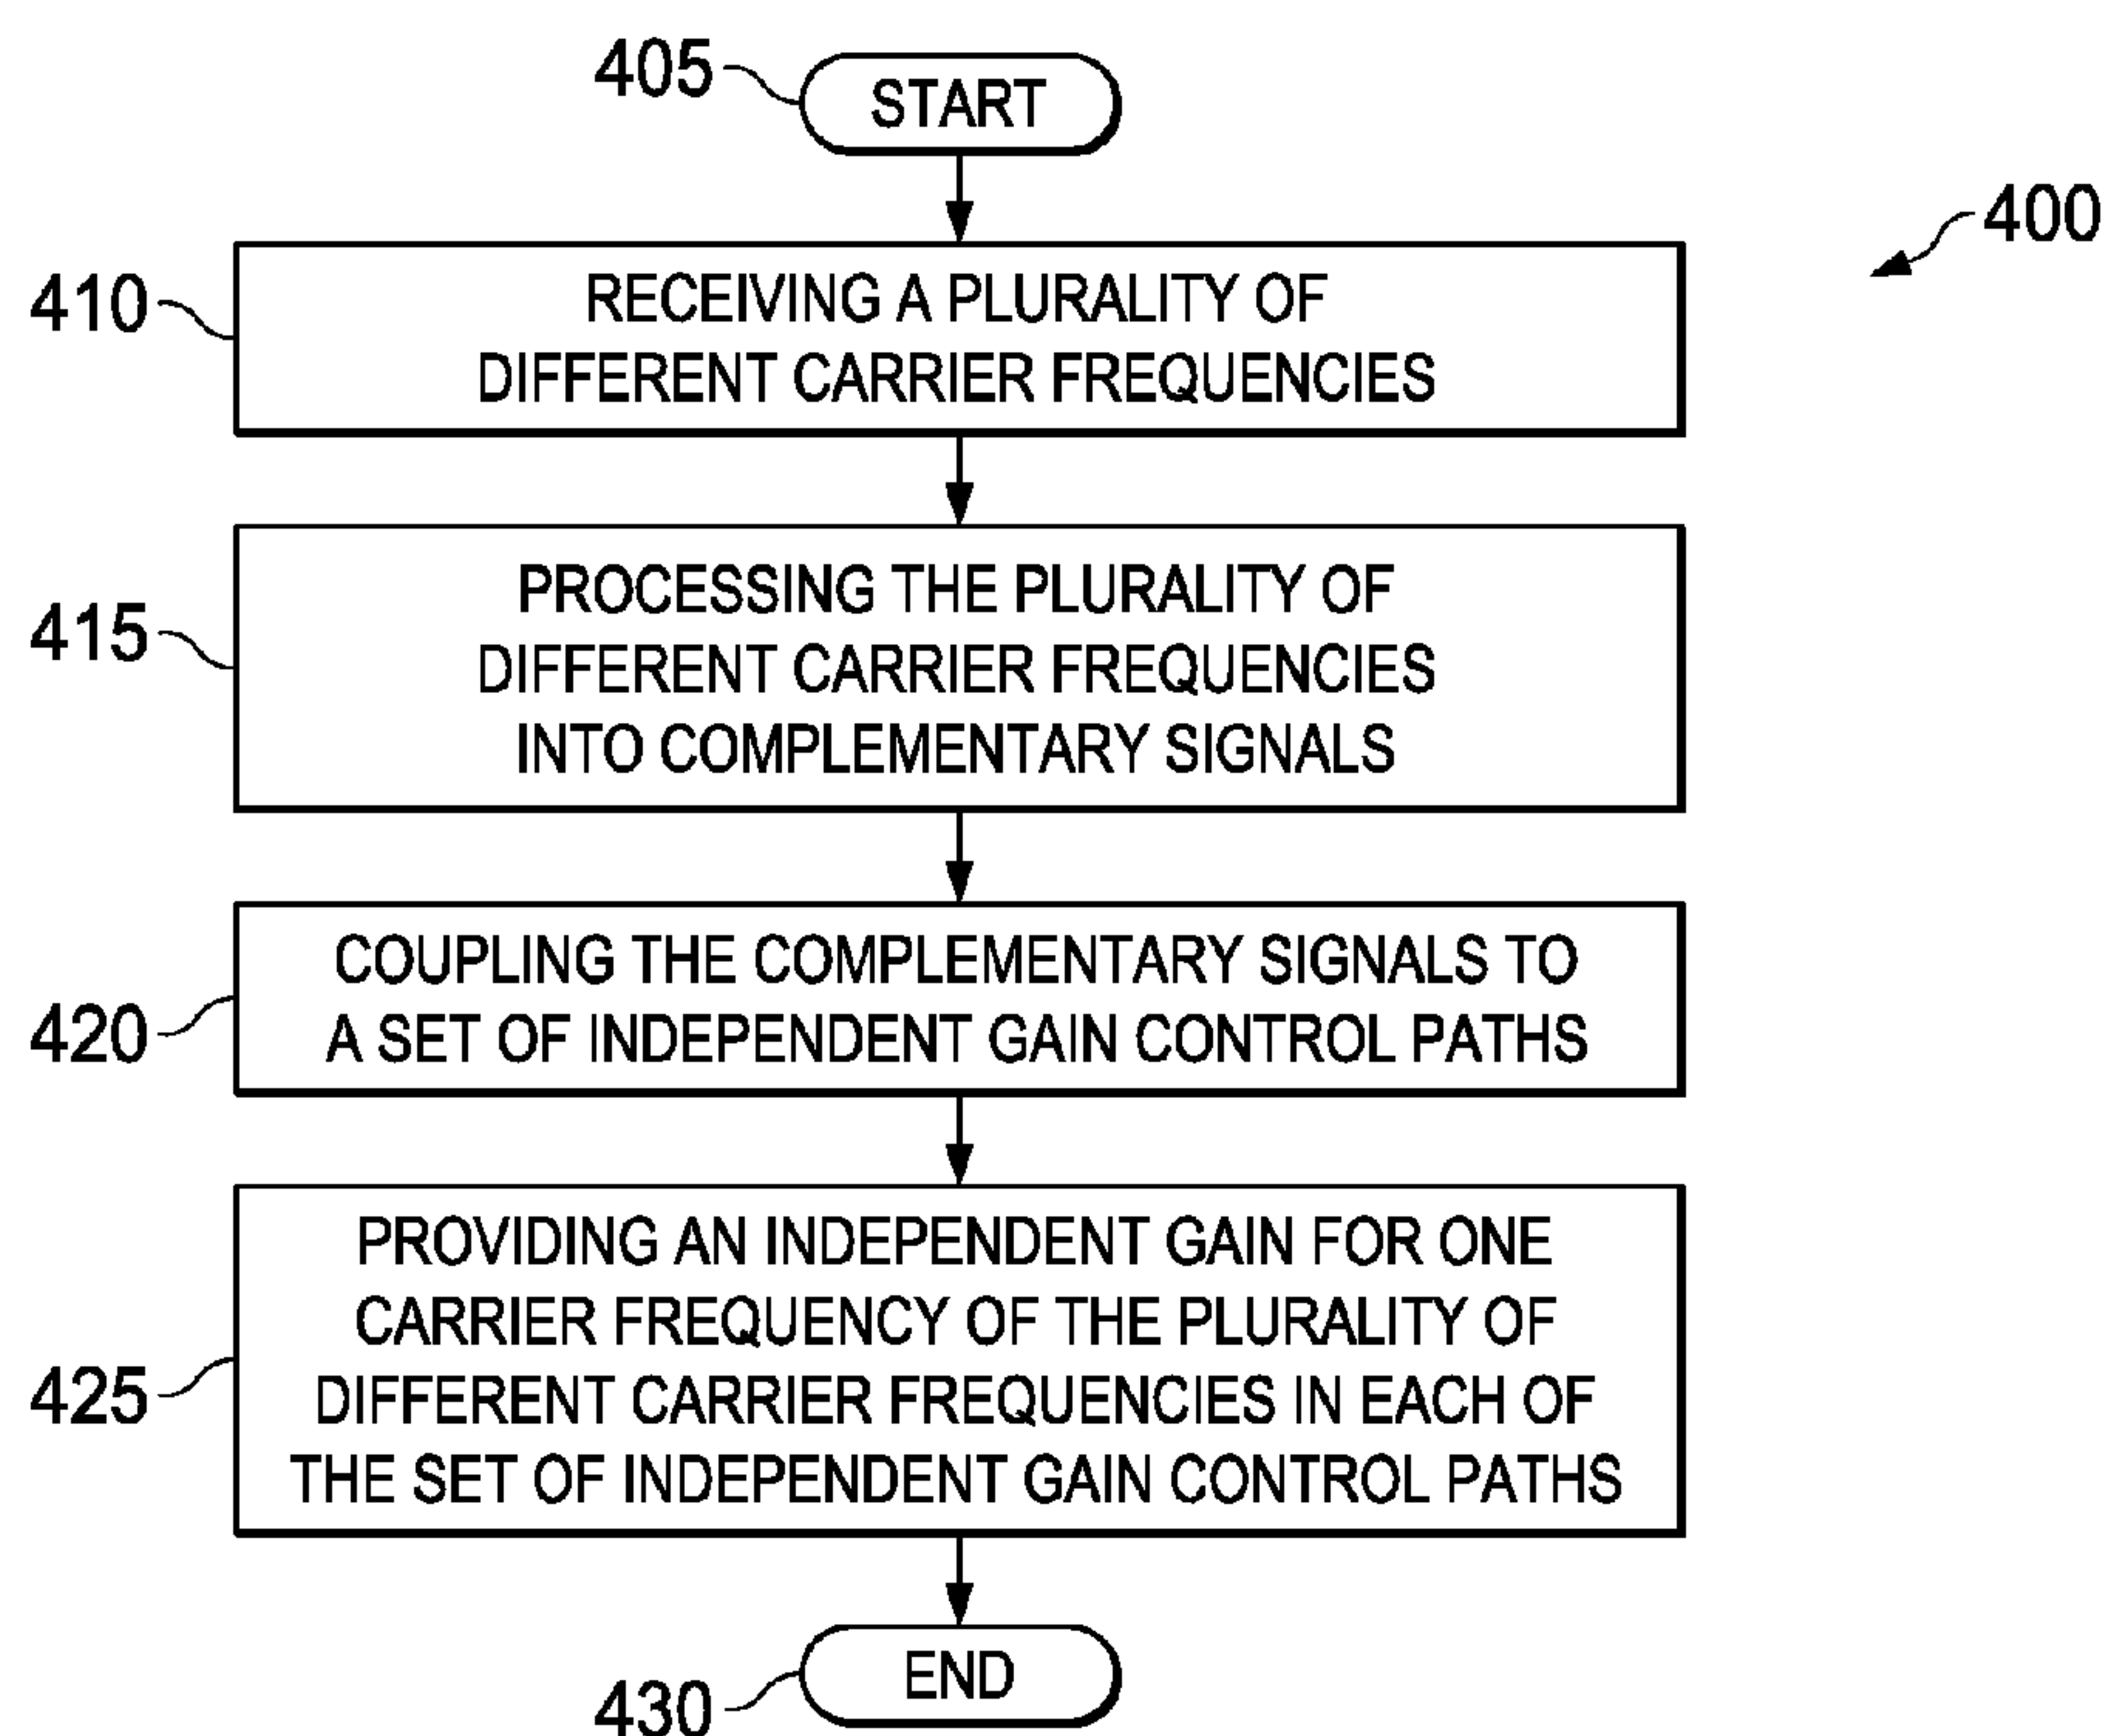 405
START
400
410
RECEIVING A PLURALITY OF
DIFFERENT CARRIER FREQUENCIES
415
PROCESSING THE PLURALITY OF
DIFFERENT CARRIER FREQUENCIES
INTO COMPLEMENTARY SIGNALS
420
COUPLING THE COMPLEMENTARY SIGNALS TO
A SET OF INDEPENDENT GAIN CONTROL PATHS
425
PROVIDING AN INDEPENDENT GAIN FOR ONE
CARRIER FREQUENCY OF THE PLURALITY OF
DIFFERENT CARRIER FREQUENCIES IN EACH OF
THE SET OF INDEPENDENT GAIN CONTROL PATHS
430
END